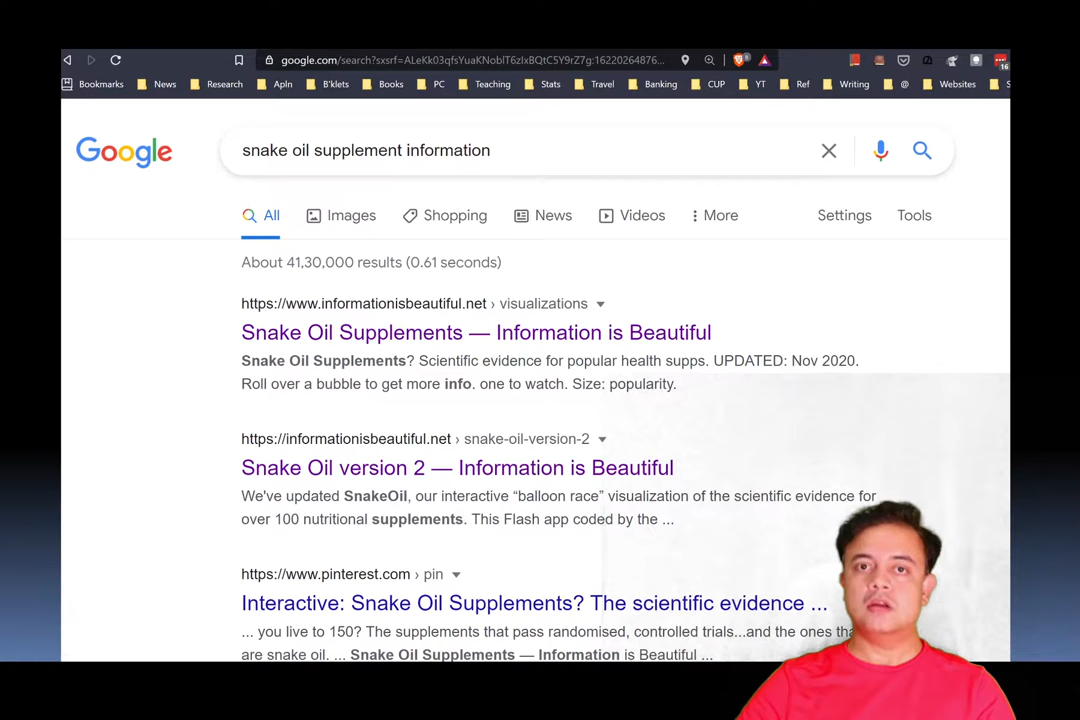 google.com/search?sxsrf=ALeKk03qfsYuaKNoblT6zIxBQtC5Y9rZ7g:16220264876...
8
16
Bookmarks News Research Apln B'klets Books PC Teaching Stats Travel Banking CUP YT Ref Writing @ Websites S
Google
snake oil supplement information
All Images Shopping News Videos More Settings Tools
About 41,30,000 results (0.61 seconds)
https://www.informationisbeautiful.net › visualizations
Snake Oil Supplements — Information is Beautiful
Snake Oil Supplements? Scientific evidence for popular health supps. UPDATED: Nov 2020.
Roll over a bubble to get more info. one to watch. Size: popularity.
https://informationisbeautiful.net › snake-oil-version-2
Snake Oil version 2 — Information is Beautiful
We've updated SnakeOil, our interactive “balloon race” visualization of the scientific evidence for
over 100 nutritional supplements. This Flash app coded by the ...
https://www.pinterest.com › pin
Interactive: Snake Oil Supplements? The scientific evidence ...
... you live to 150? The supplements that pass randomised, controlled trials...and the ones tha
are snake oil. ... Snake Oil Supplements — Information is Beautiful ...